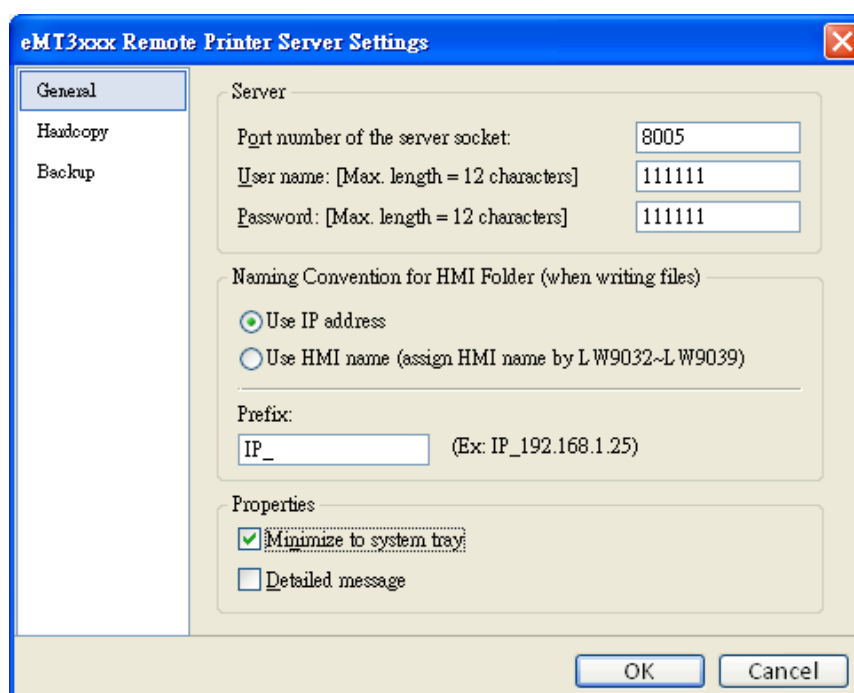 eMT3xxx Remote Printer Server Settings
General
Hardcopy
Backup
Server
Port number of the server socket:
8005
User name: [Max. length = 12 characters]
111111
Password: [Max. length = 12 characters]
111111
Naming Convention for HMI Folder (when writing files)
Use IP address
Use HMI name (assign HMI name by LW9032~LW9039)
Prefix:
IP_
(Ex: IP_192.168.1.25)
Properties
Minimize to system tray
Detailed message
OK
Cancel